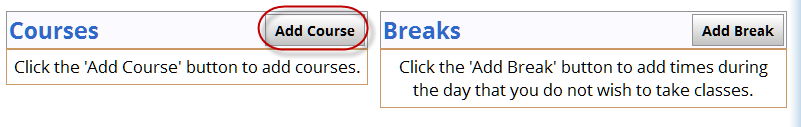 Courses
Add Course
Click the 'Add Course' button to add courses.
Breaks
Add Break
Click the 'Add Break' button to add times during
the day that you do not wish to take classes.